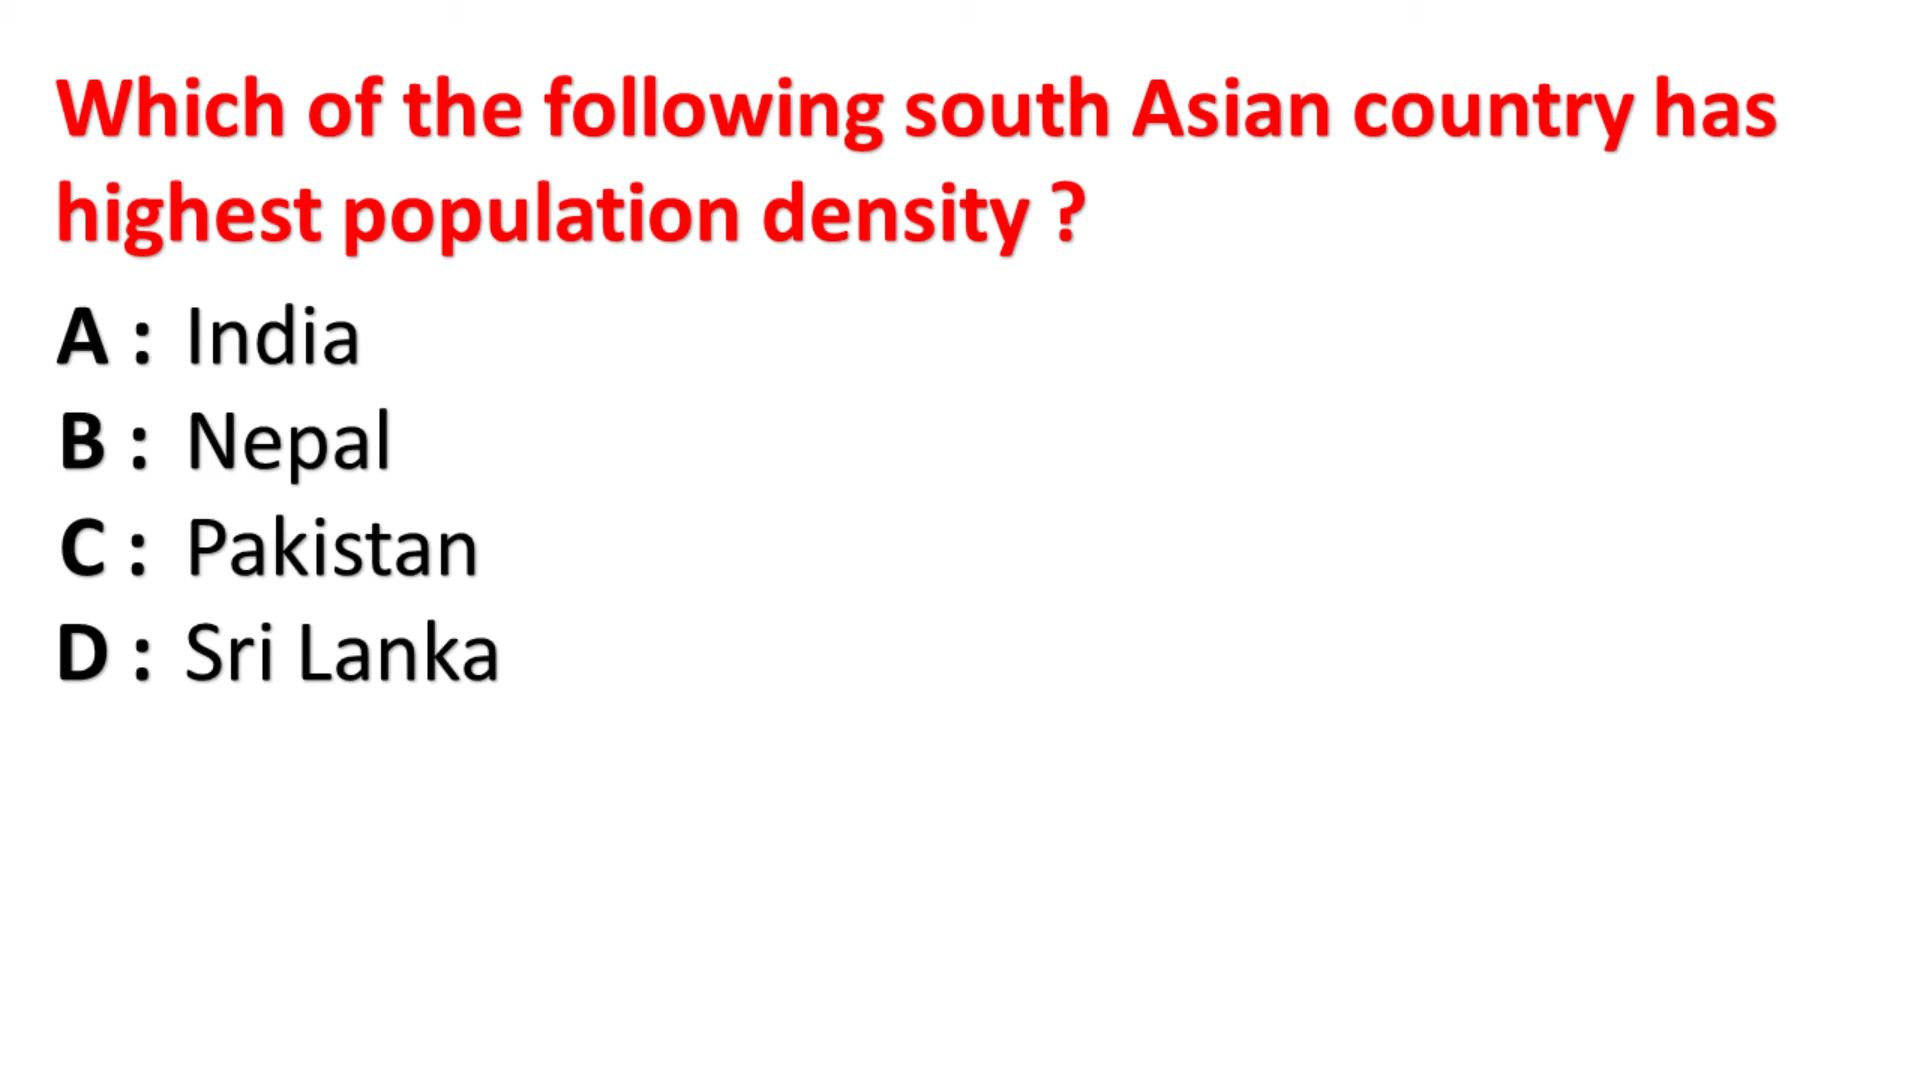 Which of the following south Asian country has
highest population density ?
A : India
B : Nepal
C : Pakistan
D : Sri Lanka